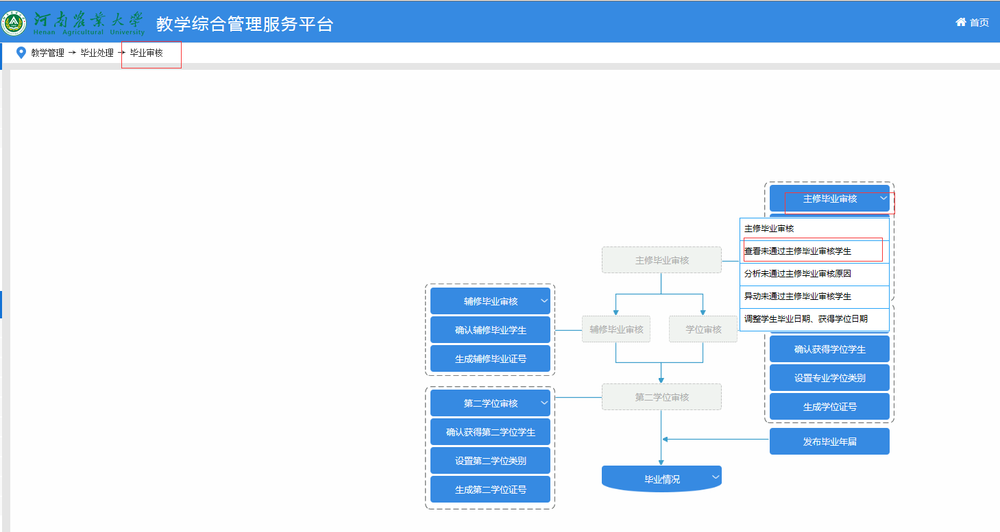 河南农业大学
Henan Agricultural University
教学综合管理服务平台
首页
教学管理 → 毕业处理 → 毕业审核
主修毕业审核
主修毕业审核
查看未通过主修毕业审核学生
分析未通过主修毕业审核原因
异动未通过主修毕业审核学生
调整学生毕业日期、获得学位日期
主修毕业审核
辅修毕业审核
确认辅修毕业学生
生成辅修毕业证号
辅修毕业审核
学位审核
确认获得学位学生
设置专业学位类别
生成学位证号
第二学位审核
第二学位审核
确认获得第二学位学生
设置第二学位类别
生成第二学位证号
发布毕业年届
毕业情况